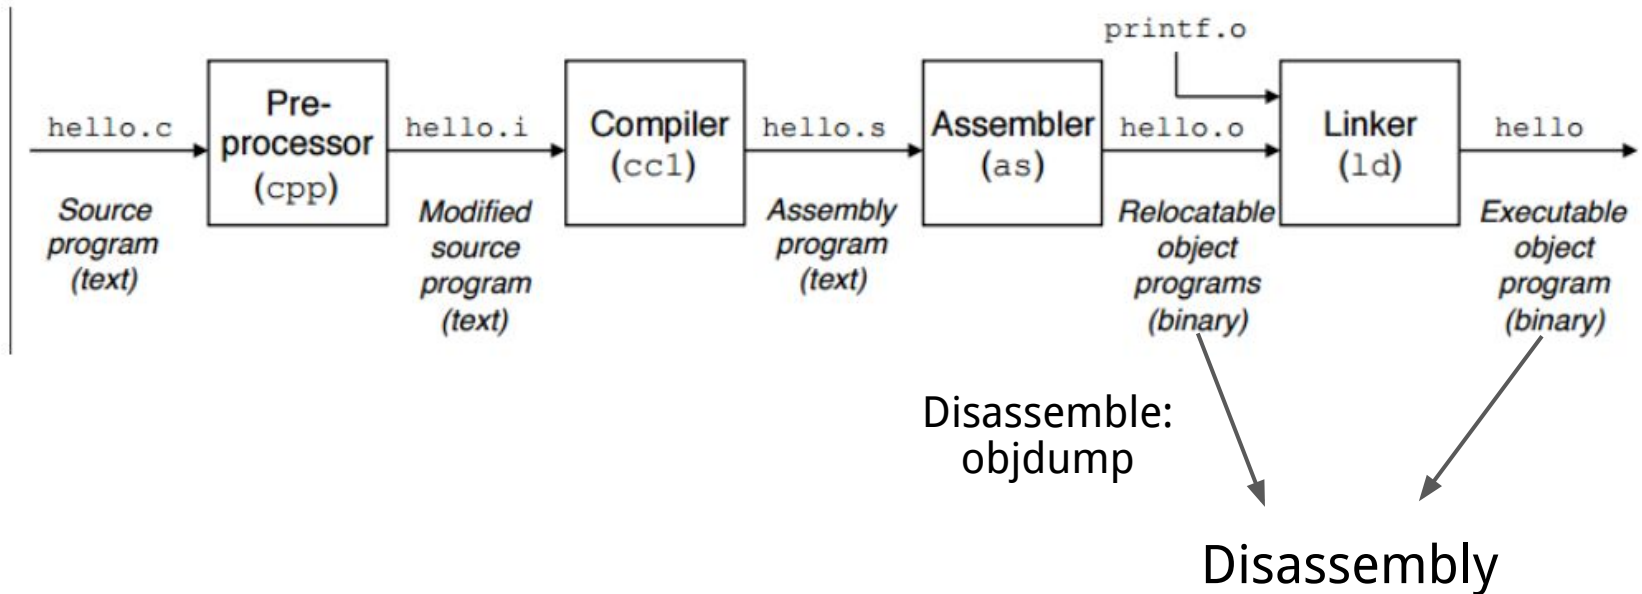 printf.o
hello.c
Pre-
processor
(cpp)
hello.i
Compiler
(cc1)
hello.s
Assembler
(as)
hello.o
Linker
(ld)
hello
Source
program
(text)
Modified
source
program
(text)
Assembly
program
(text)
Relocatable
object
programs
(binary)
Executable
object
program
(binary)
Disassemble:
objdump
Disassembly